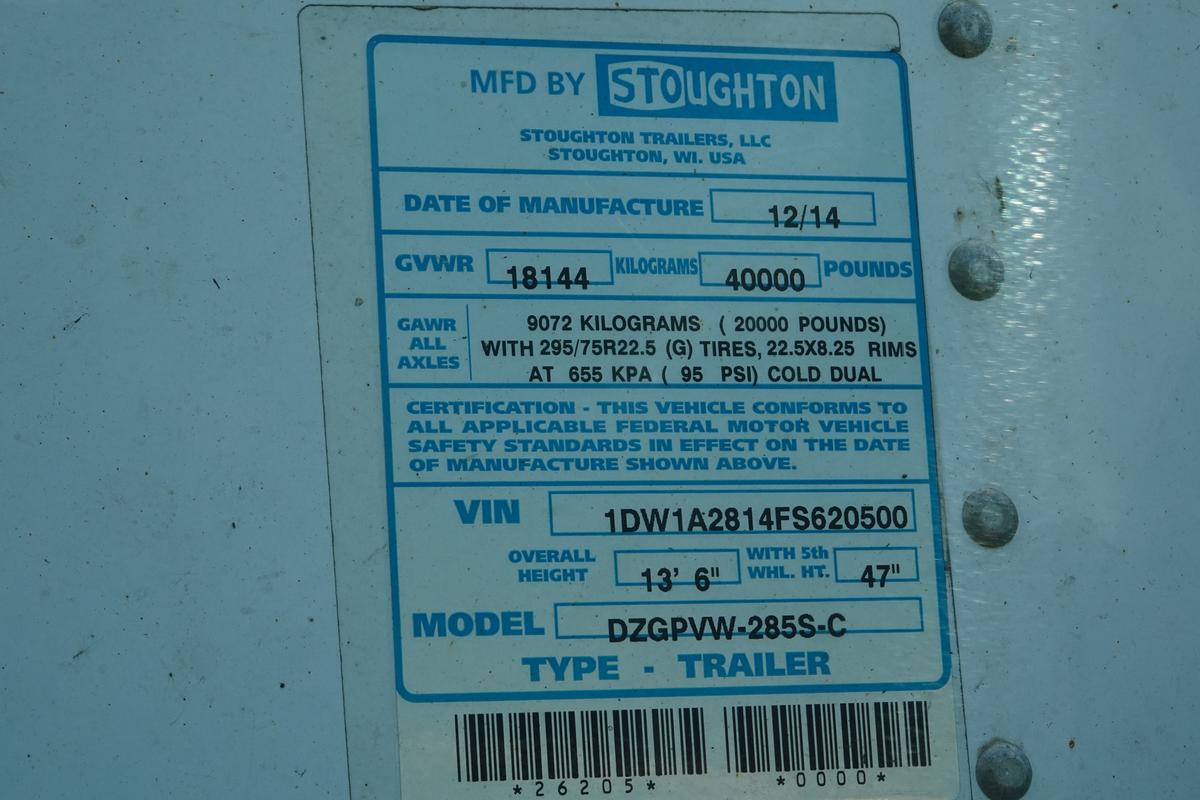 MFD BY STOUGHTON
STOUGHTON TRAILERS, LLC
STOUGHTON, WI. USA
DATE OF MANUFACTURE 12/14
GVWR 18144 KILOGRAMS 40000 POUNDS
GAWR ALL AXLES
9072 KILOGRAMS ( 20000 POUNDS)
WITH 295/75R22.5 (G) TIRES, 22.5X8.25 RIMS
AT 655 KPA ( 95 PSI) COLD DUAL
CERTIFICATION - THIS VEHICLE CONFORMS TO
ALL APPLICABLE FEDERAL MOTOR VEHICLE
SAFETY STANDARDS IN EFFECT ON THE DATE
OF MANUFACTURE SHOWN ABOVE.
VIN 1DW1A2814FS620500
OVERALL HEIGHT 13' 6" WITH 5th WHL. HT. 47"
MODEL DZGPVW-285S-C
TYPE - TRAILER
*26205* *0000*